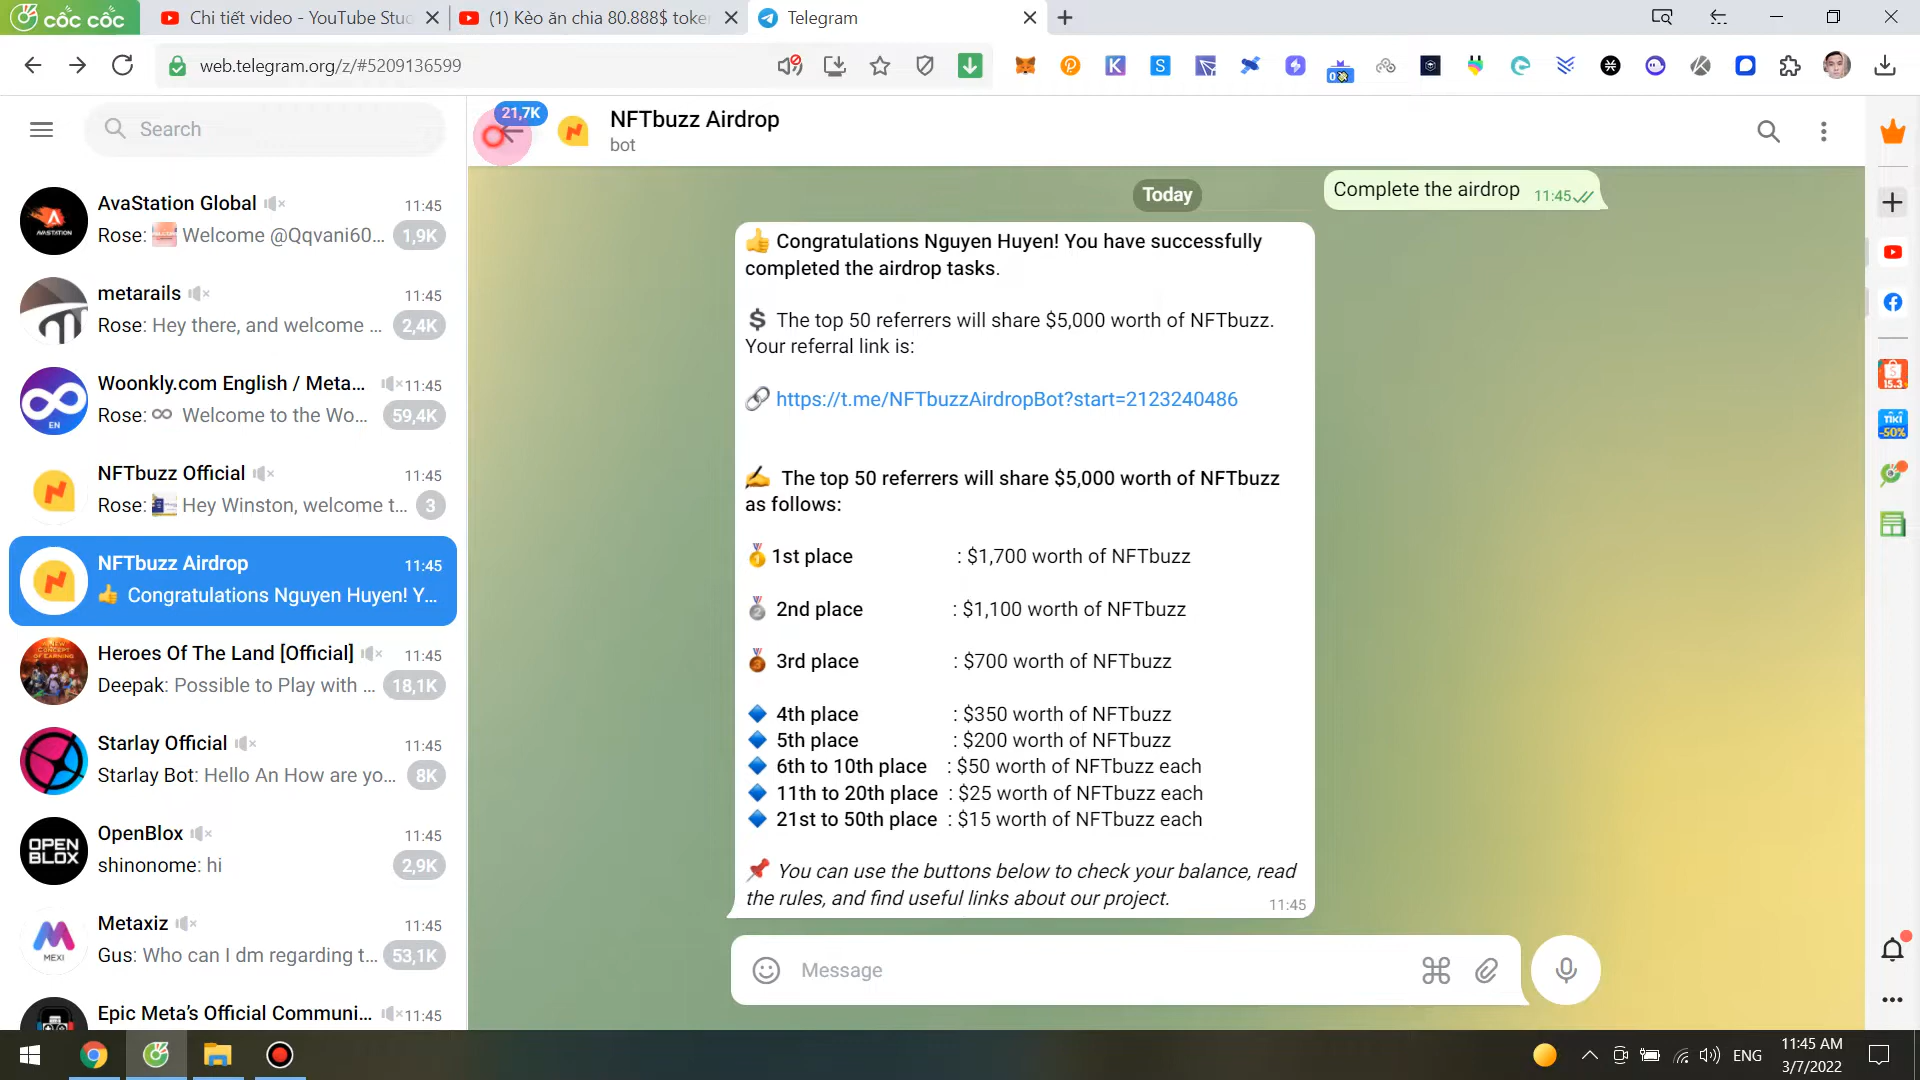 cốc cốc
Chi tiết video - YouTube Stud
(1) Kèo ăn chia 80.888$ toke
Telegram
web.telegram.org/z/#5209136599
Search
AvaStation Global 11:45
Rose: Welcome @Qqvani60... 1,9K
metarails 11:45
Rose: Hey there, and welcome ... 2,4K
Woonkly.com English / Meta... 11:45
Rose: ∞ Welcome to the Wo... 59,4K
EN
NFTbuzz Official 11:45
Rose: Hey Winston, welcome t... 3
NFTbuzz Airdrop 11:45
👍 Congratulations Nguyen Huyen! Y...
Heroes Of The Land [Official] 11:45
Deepak: Possible to Play with ... 18,1K
Starlay Official 11:45
Starlay Bot: Hello An How are yo... 8K
OPEN BLOX
OpenBlox 11:45
shinonome: hi 2,9K
Metaxiz 11:45
Gus: Who can I dm regarding t... 53,1K
MEXI
Epic Meta's Official Communi... 11:45
21,7K
NFTbuzz Airdrop
bot
Today
Complete the airdrop 11:45
👍 Congratulations Nguyen Huyen! You have successfully
completed the airdrop tasks.
💲 The top 50 referrers will share $5,000 worth of NFTbuzz.
Your referral link is:
🔗 https://t.me/NFTbuzzAirdropBot?start=2123240486
✍ The top 50 referrers will share $5,000 worth of NFTbuzz
as follows:
🥇 1st place : $1,700 worth of NFTbuzz
🥈 2nd place : $1,100 worth of NFTbuzz
🥉 3rd place : $700 worth of NFTbuzz
🔷 4th place : $350 worth of NFTbuzz
🔷 5th place : $200 worth of NFTbuzz
🔷 6th to 10th place : $50 worth of NFTbuzz each
🔷 11th to 20th place : $25 worth of NFTbuzz each
🔷 21st to 50th place : $15 worth of NFTbuzz each
📌 You can use the buttons below to check your balance, read
the rules, and find useful links about our project.
11:45
Message
15.3
TIKI
-50%
ENG
11:45 AM
3/7/2022